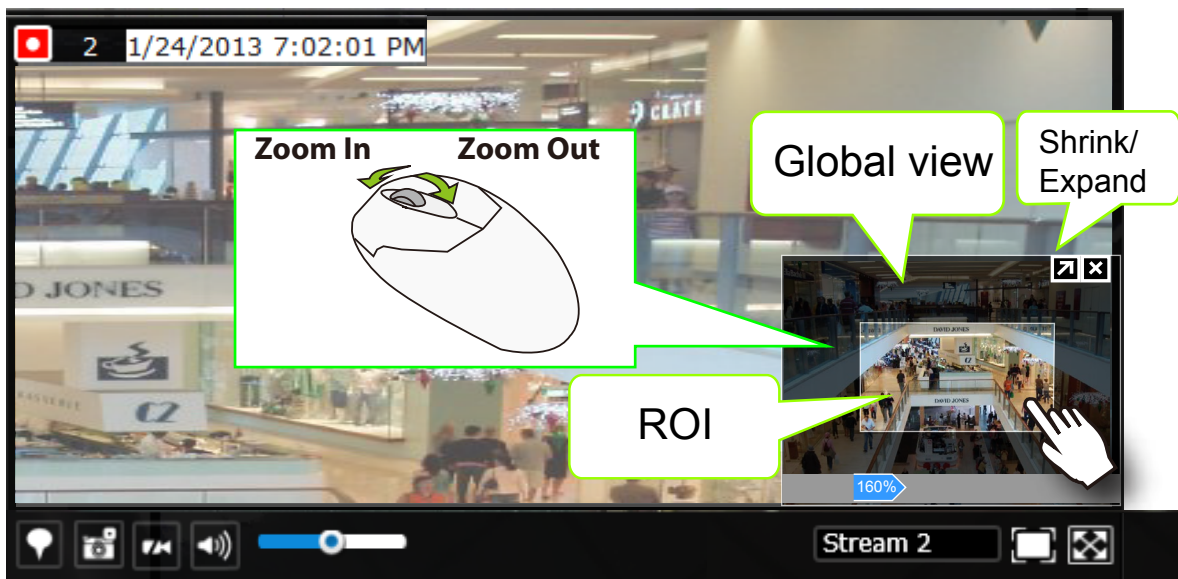 2 1/24/2013 7:02:01 PM
CRATE
Zoom In Zoom Out
Global view
Shrink/
Expand
D JONES
DAVID JONES
DAVID JONES
ROI
160%
Stream 2